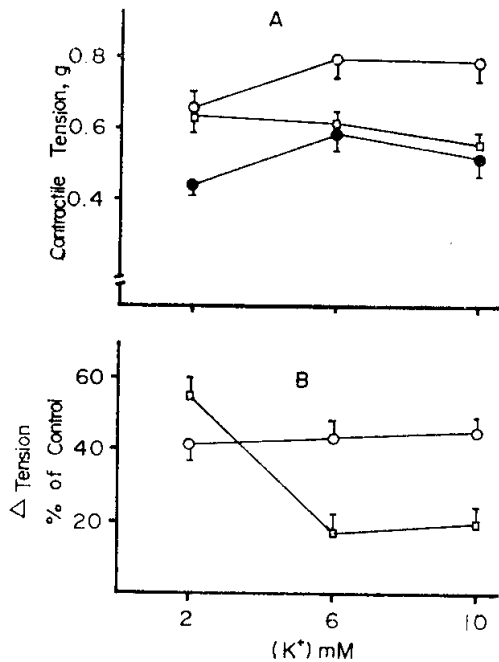 A
Contractile Tension, g
0.8
0.6
0.4
B
Δ Tension
% of Control
60
40
20
2
6
10
(K⁺) mM